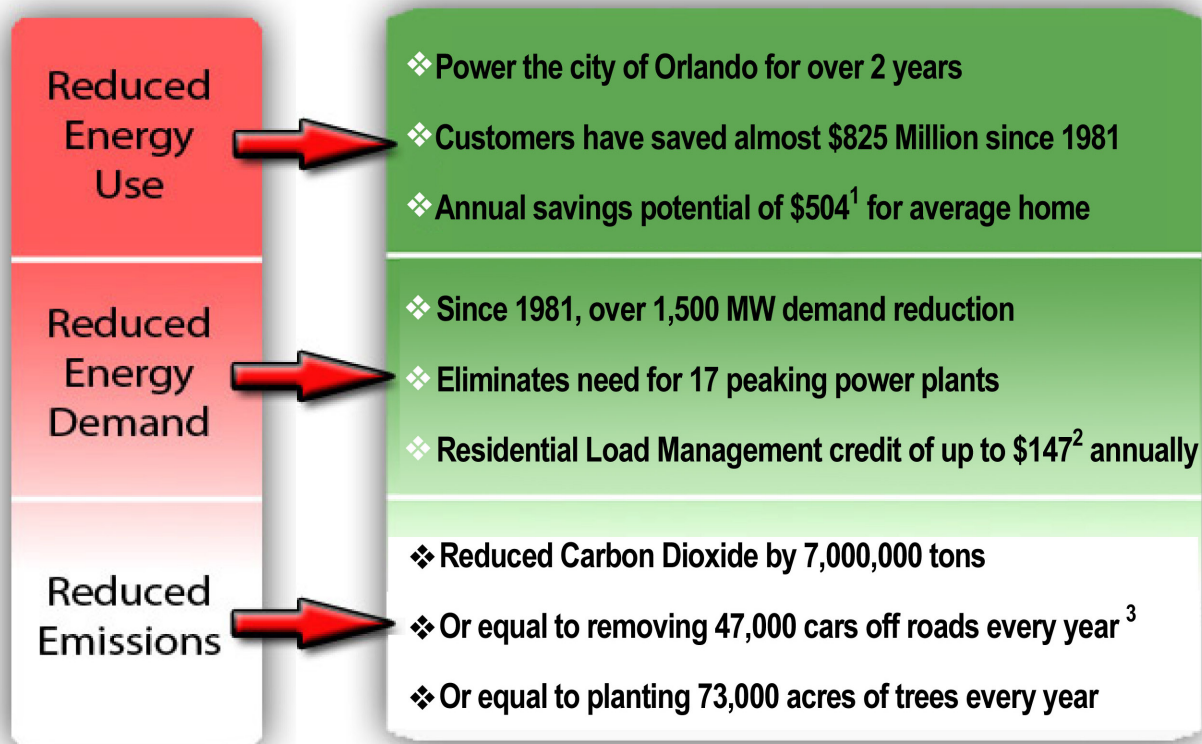 Reduced
Energy
Use
❖ Power the city of Orlando for over 2 years
❖ Customers have saved almost $825 Million since 1981
❖ Annual savings potential of $504¹ for average home
Reduced
Energy
Demand
❖ Since 1981, over 1,500 MW demand reduction
❖ Eliminates need for 17 peaking power plants
❖ Residential Load Management credit of up to $147² annually
Reduced
Emissions
❖ Reduced Carbon Dioxide by 7,000,000 tons
❖ Or equal to removing 47,000 cars off roads every year ³
❖ Or equal to planting 73,000 acres of trees every year